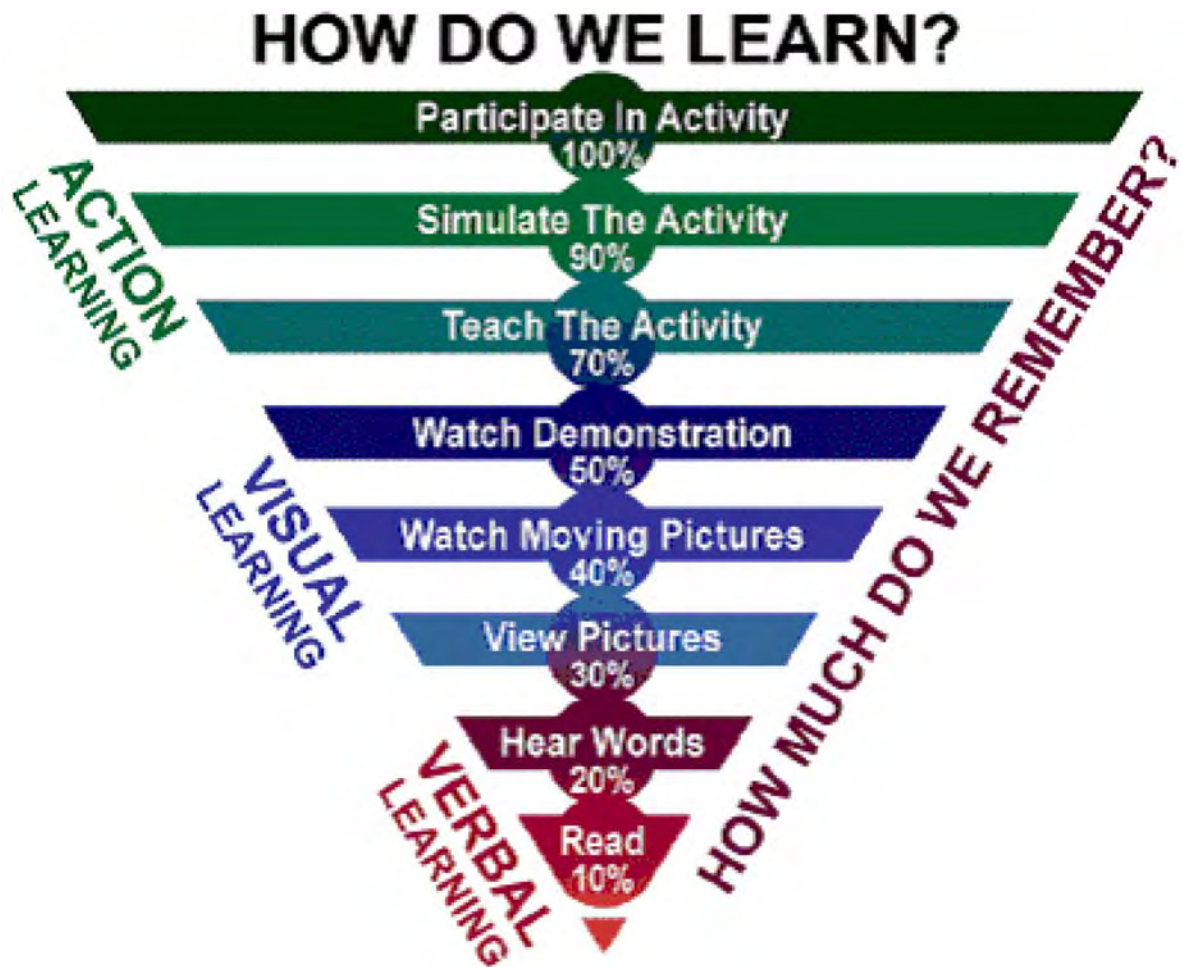 HOW DO WE LEARN?
Participate In Activity
100%
Simulate The Activity
90%
Teach The Activity
70%
Watch Demonstration
50%
Watch Moving Pictures
40%
View Pictures
30%
Hear Words
20%
Read
10%
ACTION
LEARNING
VISUAL
LEARNING
VERBAL
LEARNING
HOW MUCH DO WE REMEMBER?